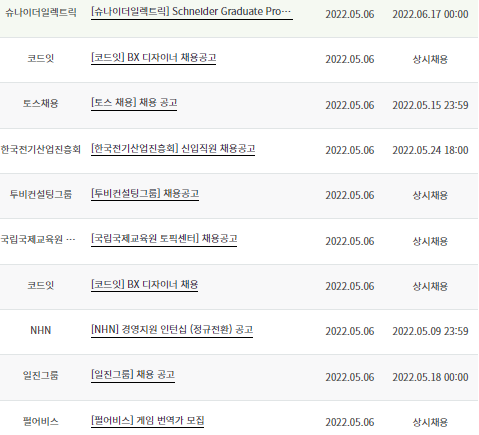 슈나이더일렉트릭 [슈나이더일렉트릭] Schneider Graduate Pro··· 2022.05.06 2022.06.17 00:00
코드잇 [코드잇] BX 디자이너 채용공고 2022.05.06 상시채용
토스채용 [토스 채용] 채용 공고 2022.05.06 2022.05.15 23:59
한국전기산업진흥회 [한국전기산업진흥회] 신입직원 채용공고 2022.05.06 2022.05.24 18:00
투비컨설팅그룹 [투비컨설팅그룹] 채용공고 2022.05.06 상시채용
국립국제교육원 ··· [국립국제교육원 토픽센터] 채용공고 2022.05.06 상시채용
코드잇 [코드잇] BX 디자이너 채용 2022.05.06 상시채용
NHN [NHN] 경영지원 인턴십 (정규전환) 공고 2022.05.06 2022.05.09 23:59
일진그룹 [일진그룹] 채용 공고 2022.05.06 2022.05.18 00:00
펄어비스 [펄어비스] 게임 번역가 모집 2022.05.06 상시채용